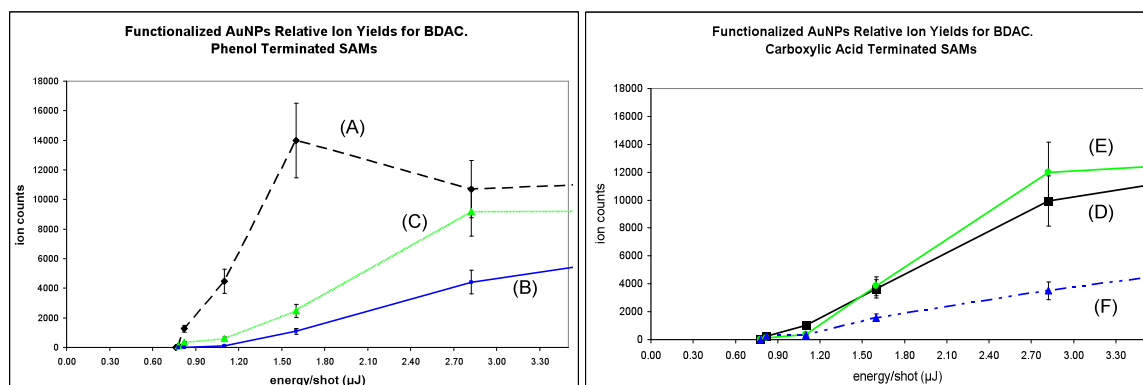 Functionalized AuNPs Relative Ion Yields for BDAC.
Phenol Terminated SAMs
18000
16000
14000
12000
10000
8000
6000
4000
2000
0
ion counts
(A)
(C)
(B)
0.00 0.30 0.60 0.90 1.20 1.50 1.80 2.10 2.40 2.70 3.00 3.30
energy/shot (µJ)
Functionalized AuNPs Relative Ion Yields for BDAC.
Carboxylic Acid Terminated SAMs
18000
16000
14000
12000
10000
8000
6000
4000
2000
0
ion counts
(E)
(D)
(F)
0.00 0.30 0.60 0.90 1.20 1.50 1.80 2.10 2.40 2.70 3.00 3.30
energy/shot (µJ)